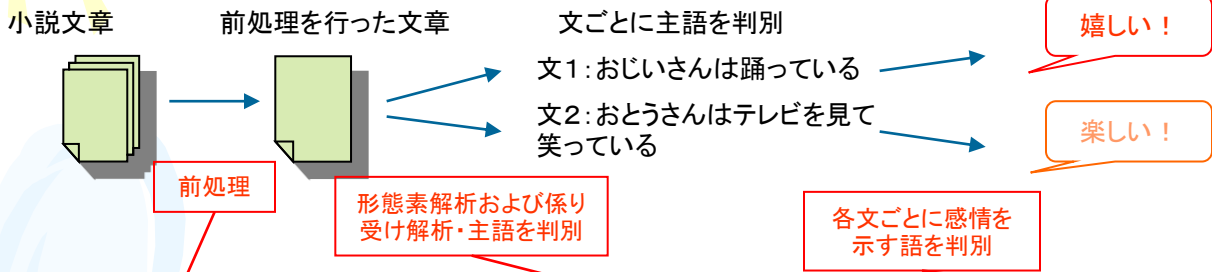 小説文章
前処理を行った文章
文ごとに主語を判別
嬉しい！
文１：おじいさんは踊っている
文２：おとうさんはテレビを見て
笑っている
楽しい！
前処理
形態素解析および係り
受け解析・主語を判別
各文ごとに感情を
示す語を判別